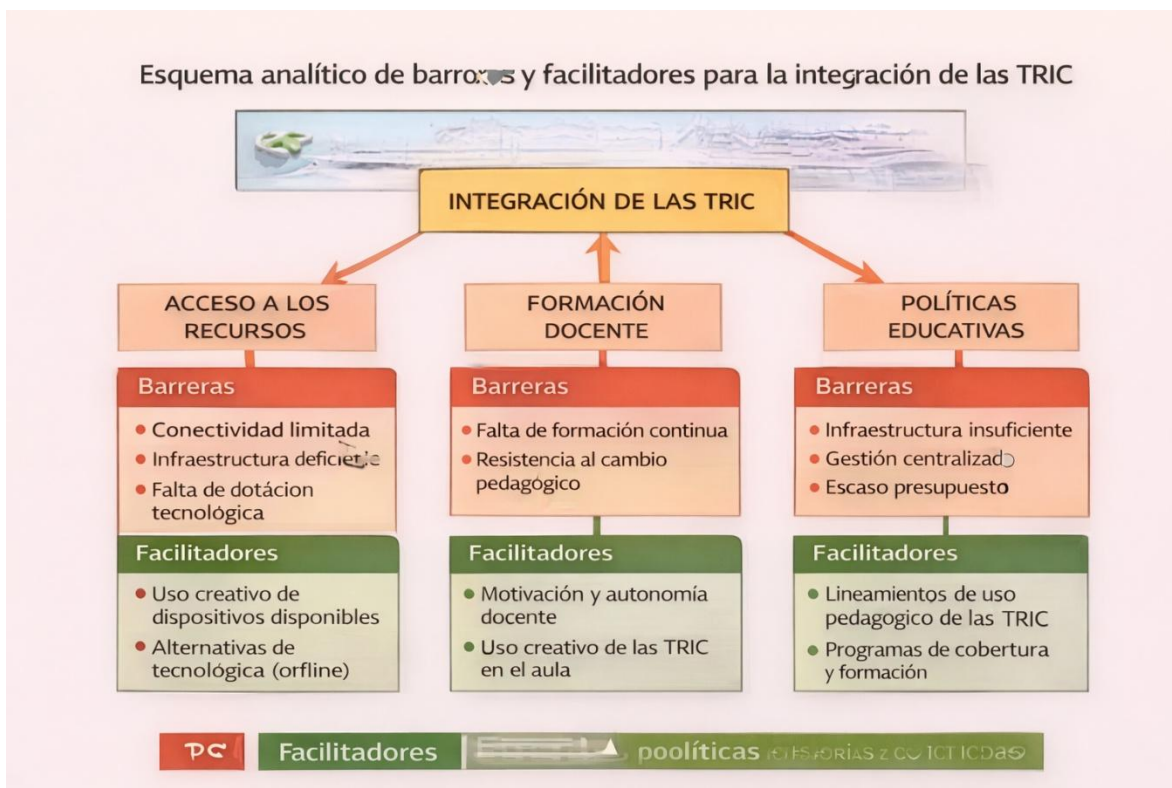 Esquema analítico de y facilitadores para la integración de las TRIC
INTEGRACIÓN DE LAS TRIC
ACCESO A LOS
RECURSOS
Barreras
• Conectividad limitada
• Infraestructura
• Falta de dotácion
tecnológica
Facilitadores
• Uso creativo de
dispositivos disponibles
• Alternativas de
tecnológica (orfline)
FORMACIÓN
DOCENTE
Barreras
• Falta de formación continua
• Resistencia al cambio
pedagógico
Facilitadores
• Motivación y autonomía
docente
• Uso creativo de las TRIC
en el aula
POLÍTICAS
EDUCATIVAS
Barreras
• Infraestructura insuficiente
• Gestión
• Escaso presupuesto
Facilitadores
• Lineamientos de uso
pedagogico de las TRIC
• Programas de cobertura
y formación
Facilitadores
poolíticas